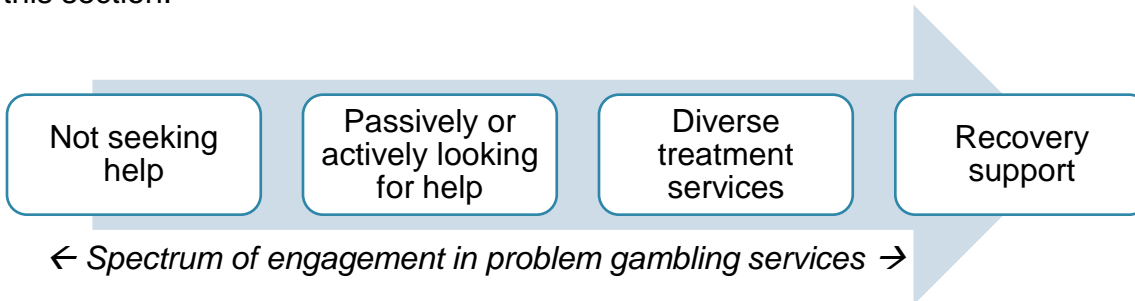 this section.
Not seeking
help
Passively or
actively looking
for help
Diverse
treatment
services
Recovery
support
← Spectrum of engagement in problem gambling services →